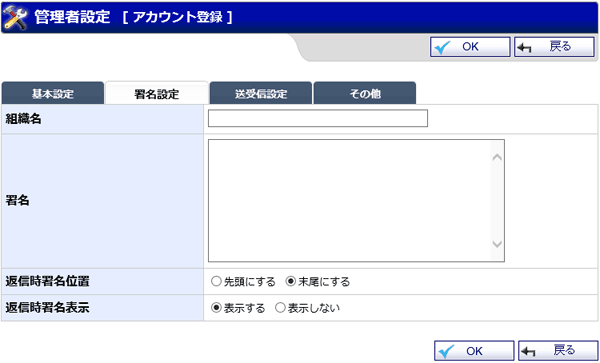 管理者設定 [ アカウント登録 ]
OK 戻る
基本設定 署名設定 送受信設定 その他
組織名
署名
返信時署名位置 先頭にする 末尾にする
返信時署名表示 表示する 表示しない
OK 戻る